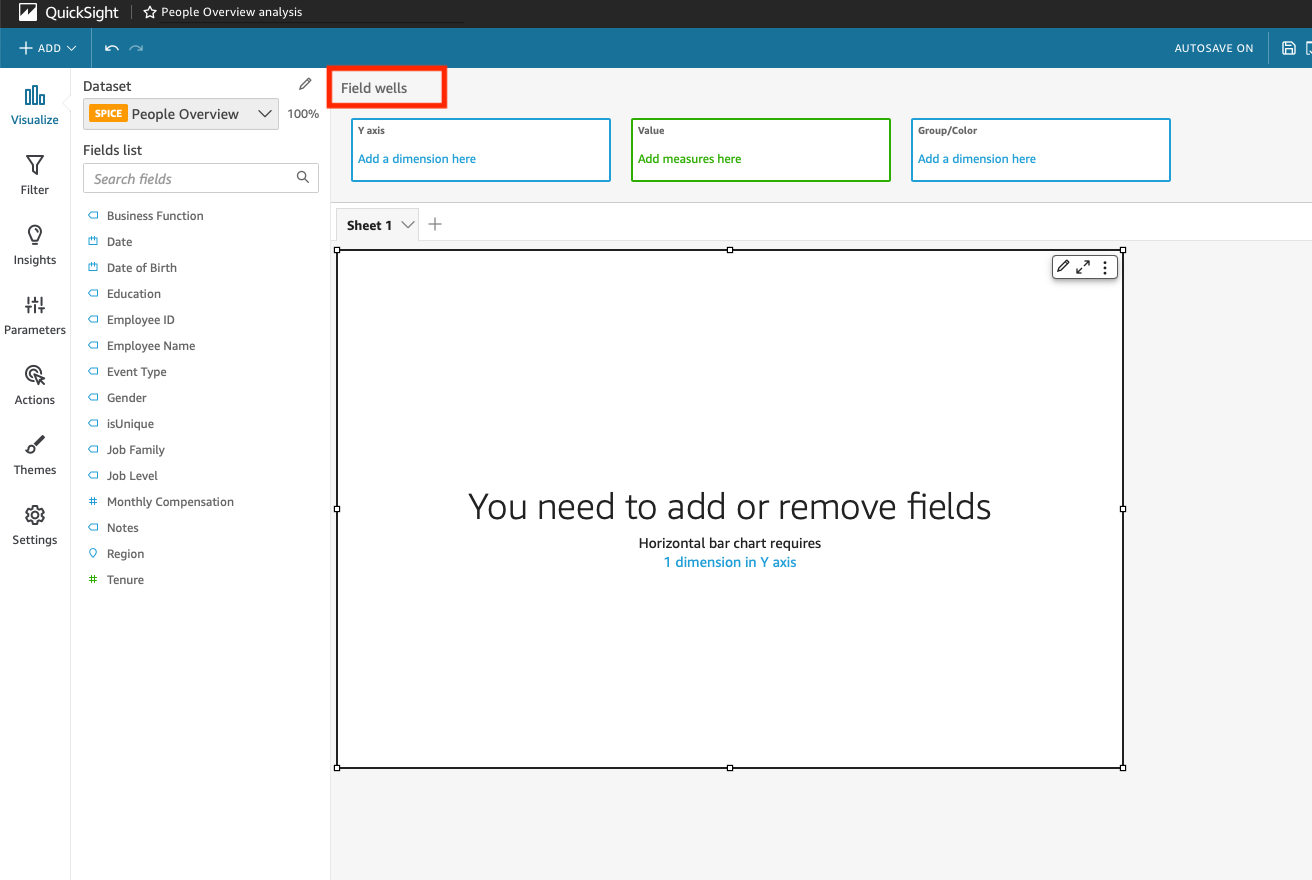 QuickSight
People Overview analysis
ADD
AUTOSAVE ON
Visualize
Filter
Insights
Parameters
Actions
Themes
Settings
Dataset
SPICE People Overview 100%
Fields list
Search fields
Business Function
Date
Date of Birth
Education
Employee ID
Employee Name
Event Type
Gender
isUnique
Job Family
Job Level
Monthly Compensation
Notes
Region
Tenure
Field wells
Y axis
Add a dimension here
Value
Add measures here
Group/Color
Add a dimension here
Sheet 1
You need to add or remove fields
Horizontal bar chart requires
1 dimension in Y axis